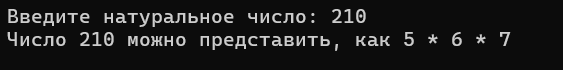 Введите натуральное число: 210
Число 210 можно представить, как 5 * 6 * 7